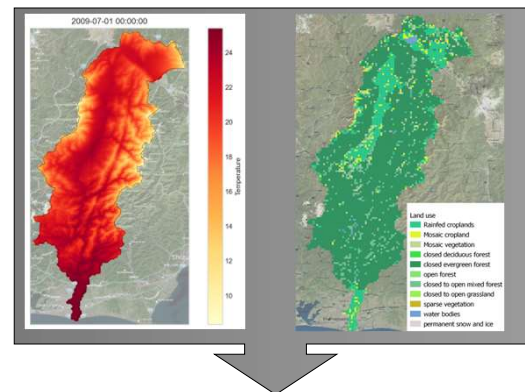 2009-07-01 00:00:00
24
22
20
18
16
14
12
10
Temperature
Land use
Rainfed croplands
Mosaic cropland
Mosaic vegetation
closed deciduous forest
closed evergreen forest
open forest
closed to open mixed forest
closed to open grassland
sparse vegetation
water bodies
permanent snow and ice